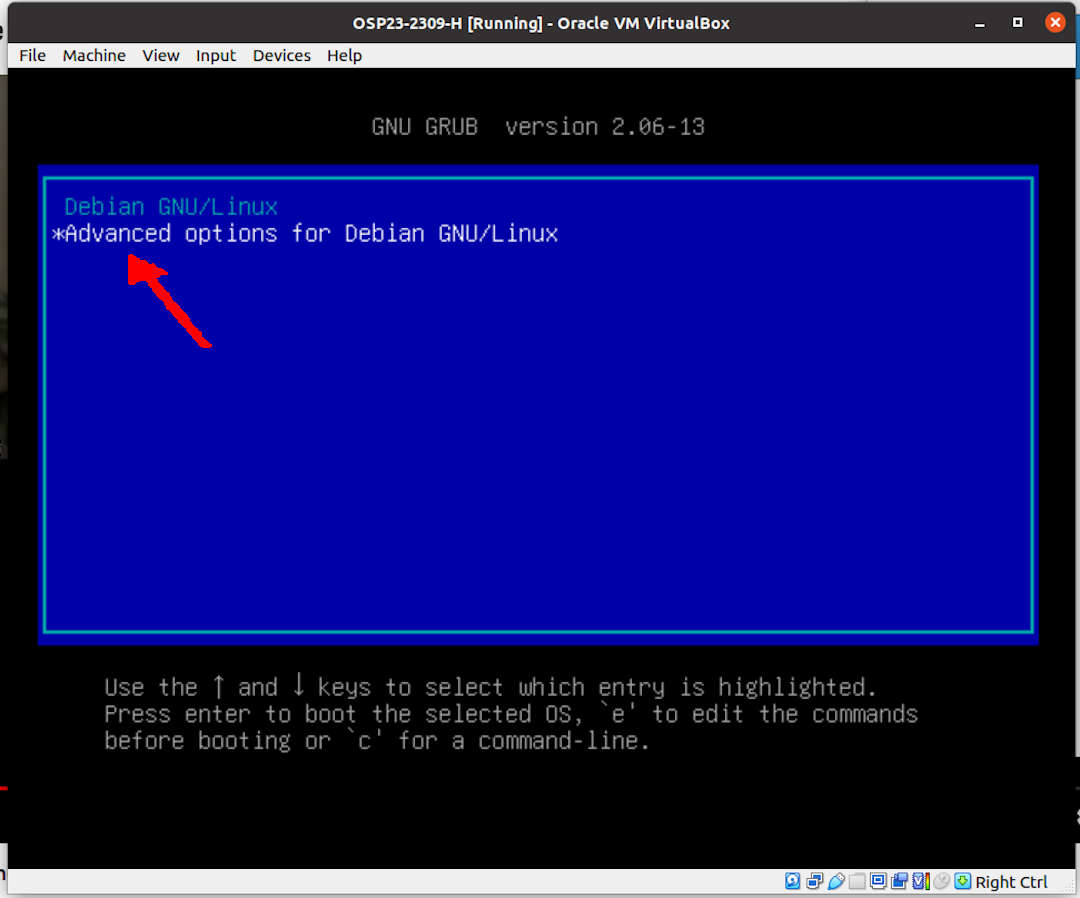 OSP23-2309-H [Running] - Oracle VM VirtualBox
File Machine View Input Devices Help
GNU GRUB version 2.06-13
Debian GNU/Linux
*Advanced options for Debian GNU/Linux
Use the ↑ and ↓ keys to select which entry is highlighted.
Press enter to boot the selected OS, `e' to edit the commands
before booting or `c' for a command-line.
Right Ctrl